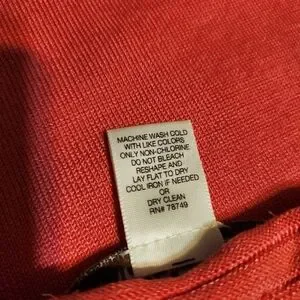 MACHINE WASH COLD
WITH LIKE COLORS
ONLY NON-CHLORINE
DO NOT BLEACH
RESHAPE AND
LAY FLAT TO DRY
COOL IRON IF NEEDED
OR
DRY CLEAN
RN# 78749